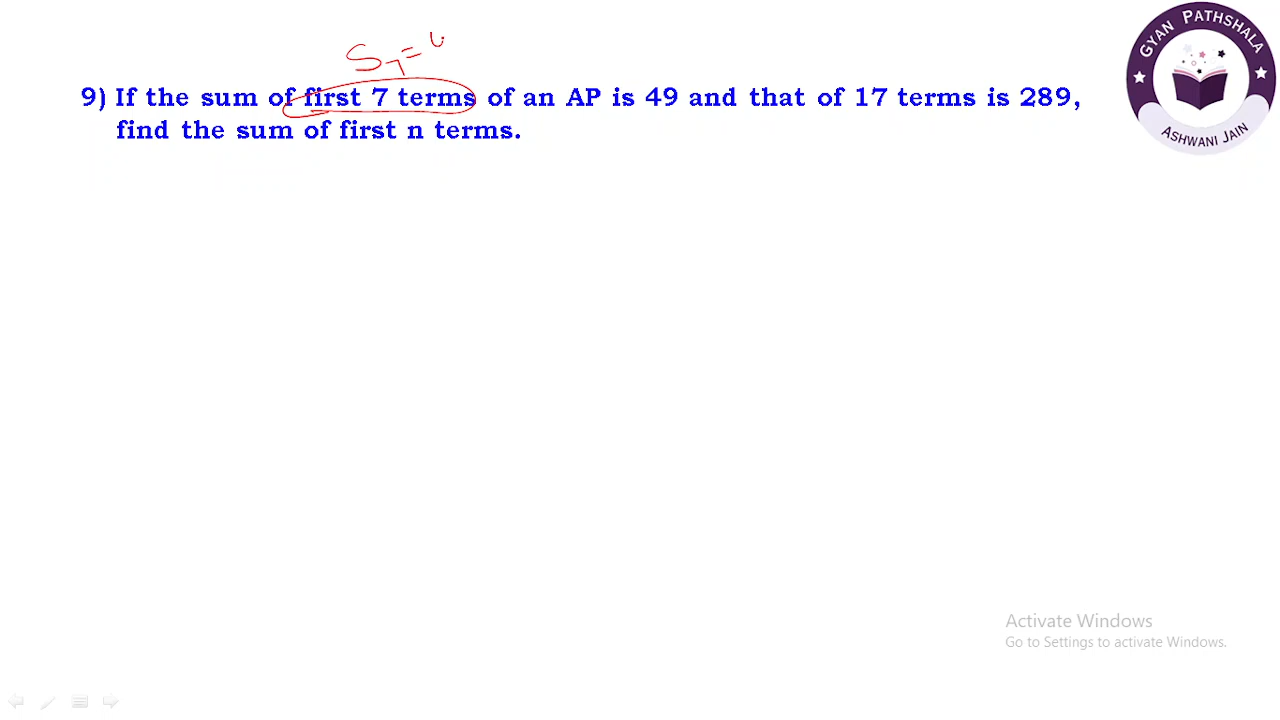 GYAN PATHSHALA
S7 =
9) If the sum of first 7 terms of an AP is 49 and that of 17 terms is 289,
find the sum of first n terms.
ASHWANI JAIN
Activate Windows
Go to Settings to activate Windows.